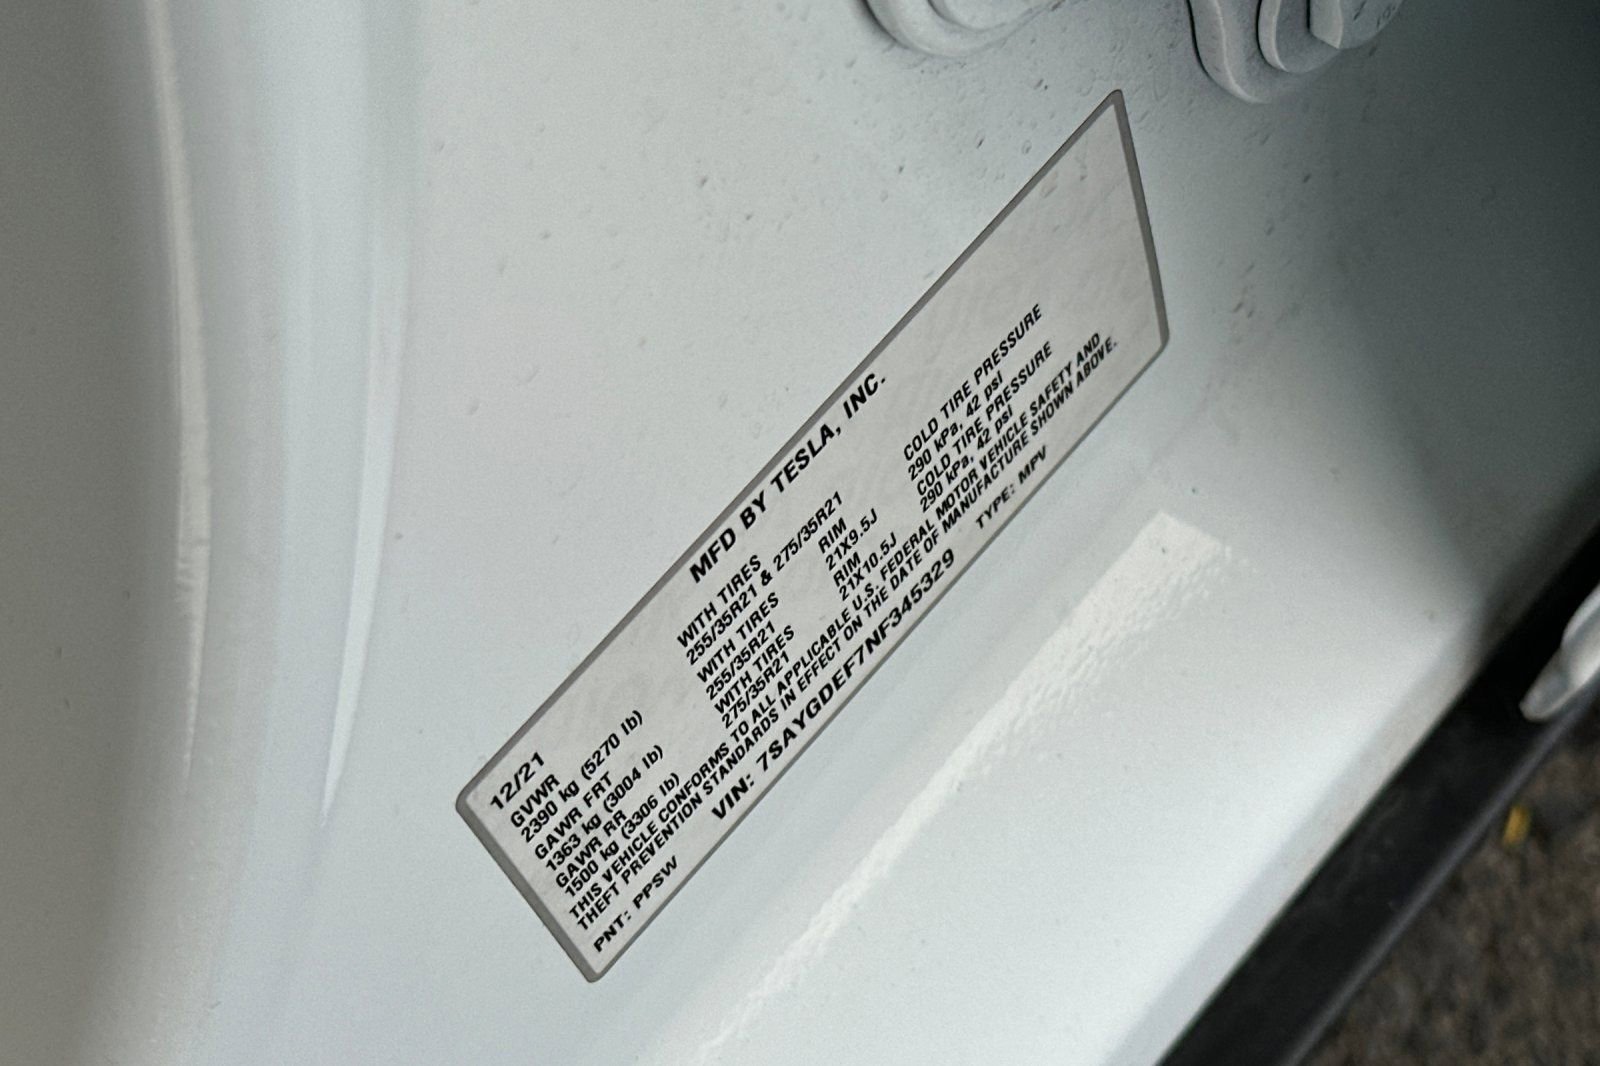 12/21 MFD BY TESLA, INC.
GVWR WITH TIRES
2390 kg (5270 lb) 255/35R21 & 275/35R21
GAWR FRT WITH TIRES RIM COLD TIRE PRESSURE
1363 kg (3004 lb) 255/35R21 21X9.5J 290 kPa, 42 psi
GAWR RR WITH TIRES RIM COLD TIRE PRESSURE
1500 kg (3306 lb) 275/35R21 21X10.5J 290 kPa, 42 psi
THIS VEHICLE CONFORMS TO ALL APPLICABLE U.S. FEDERAL MOTOR VEHICLE SAFETY AND
THEFT PREVENTION STANDARDS IN EFFECT ON THE DATE OF MANUFACTURE SHOWN ABOVE.
PNT: PPSW VIN: 7SAYGDEF7NF345329 TYPE: MPV